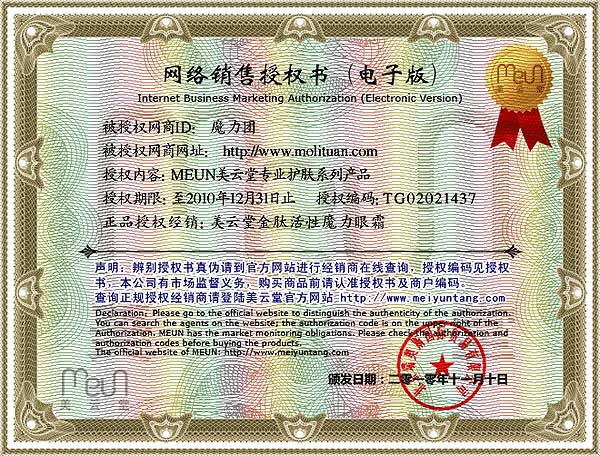 网络销售授权书（电子版）
Internet Business Marketing Authorization (Electronic Version)
MEUN
美云堂
被授权网商ID： 魔力团
被授权网商网址： http://www.molituan.com
授权内容：MEUN美云堂专业护肤系列产品
授权期限：至2010年12月31日止 授权编码：TG02021437
正品授权经销：美云堂金肽活性魔力眼霜
声明：辨别授权书真伪请到官方网站进行经销商在线查询，授权编码见授权
书，本公司有市场监督义务，购买商品前请认准授权书及商户编码．
查询正规授权经销商请登陆美云堂官方网站 http://www.meiyuntang.com
Declaration: Please go to the official website to distinguish the authenticity of the authorization.
You can search the agents on the website; the authorization code is on the upper right of the
Authorization. MEUN has the market monitoring obligations. Please check the authorization and
authorization codes before buying the products.
The official website of MEUN: http://www.meiyuntang.com
MEUN
美云堂
颁发日期：二零一零年十一月十日